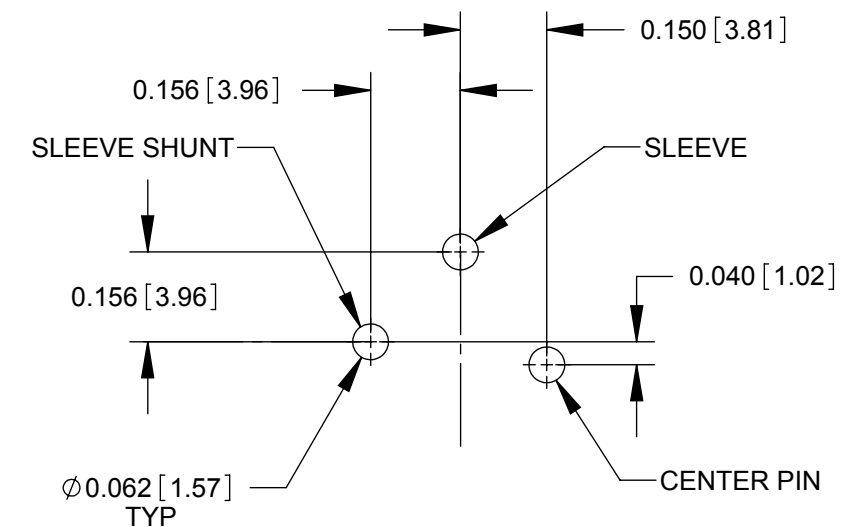 0.150 [3.81]
0.156 [3.96]
SLEEVE SHUNT
SLEEVE
0.040 [1.02]
0.156 [3.96]
∅0.062 [1.57]
TYP
CENTER PIN